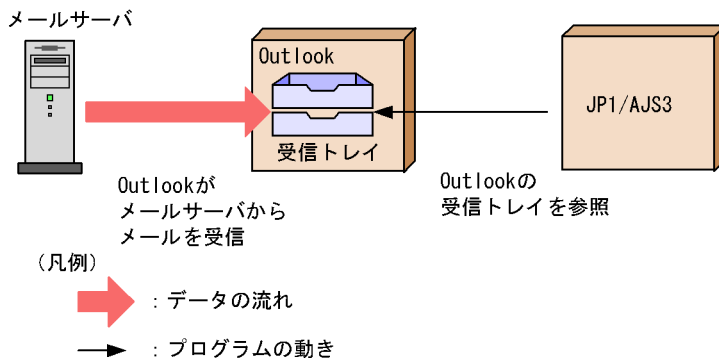 メールサーバ
Outlook
JP1/AJS3
受信トレイ
Outlookが
メールサーバから
メールを受信
Outlookの
受信トレイを参照
(凡例)
：データの流れ
：プログラムの動き